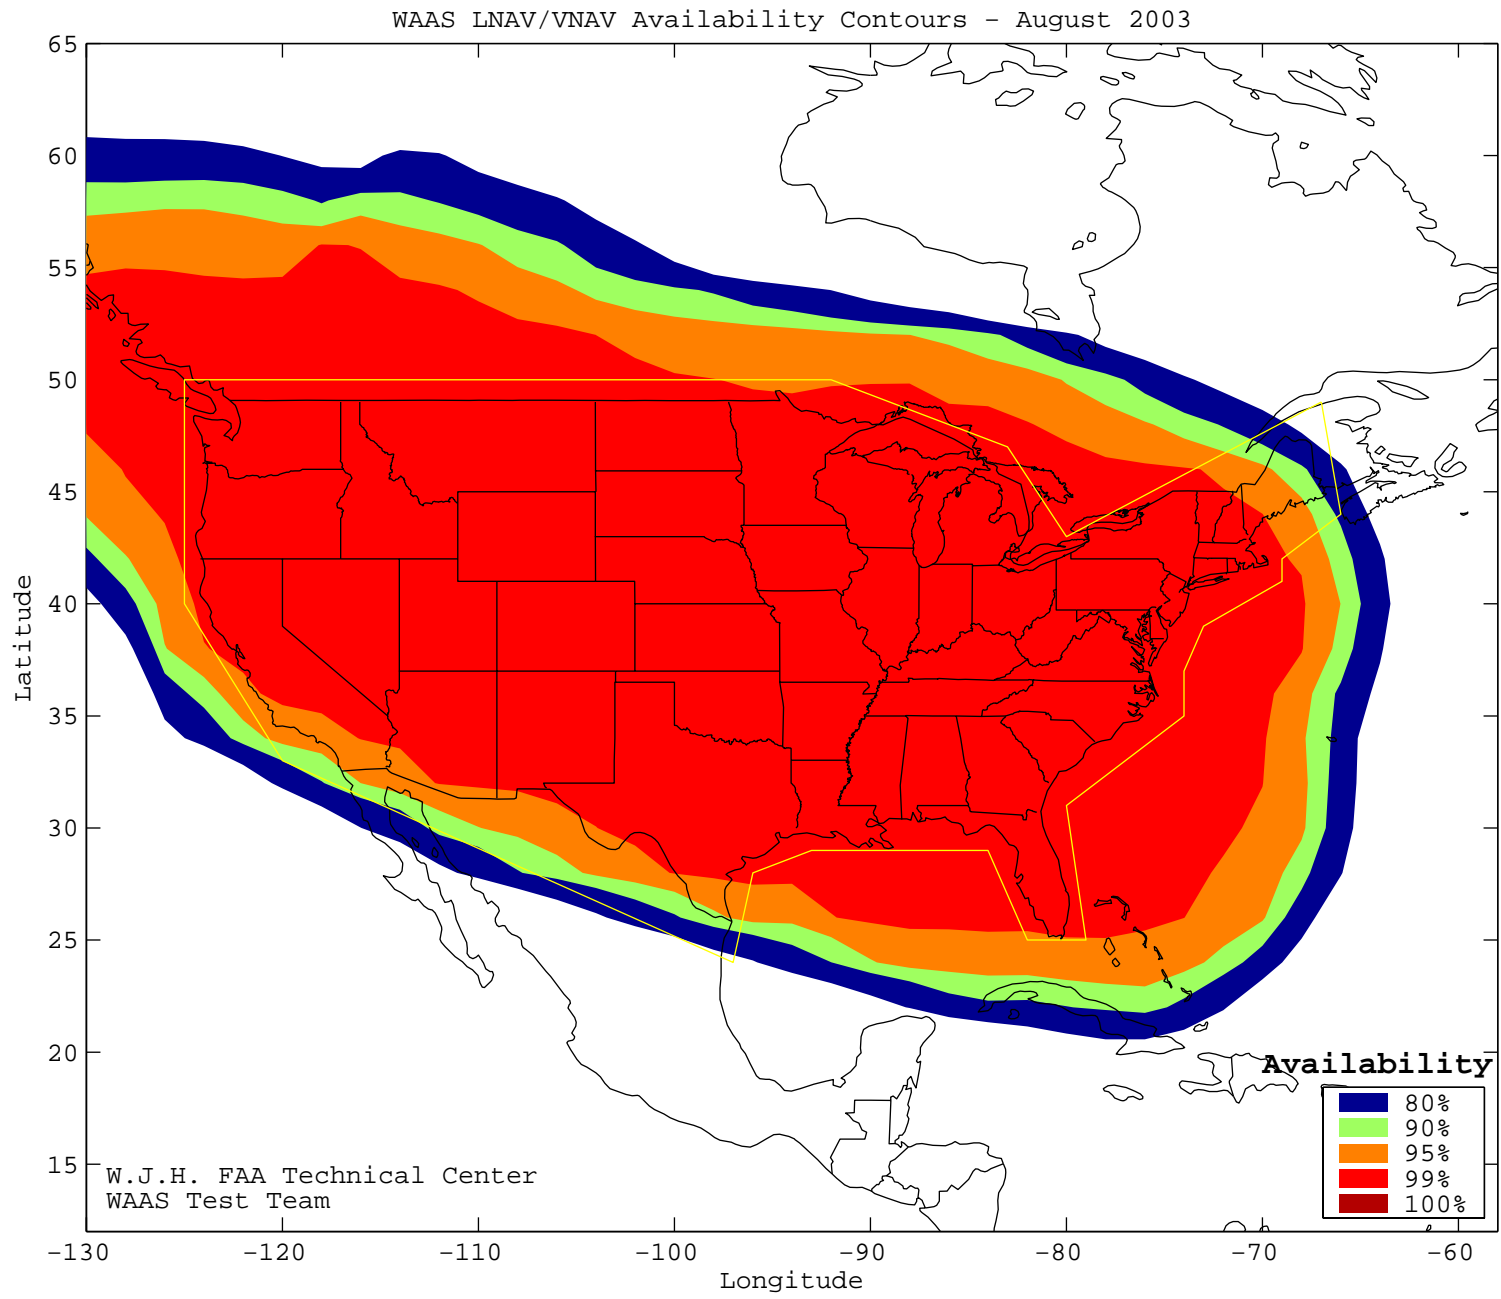 WAAS LNAV/VNAV Availability Contours - August 2003
65
60
55
50
45
40
35
30
25
20
15
Latitude
Availability
80%
90%
95%
99%
100%
W.J.H. FAA Technical Center
WAAS Test Team
-130 -120 -110 -100 -90 -80 -70 -60
Longitude